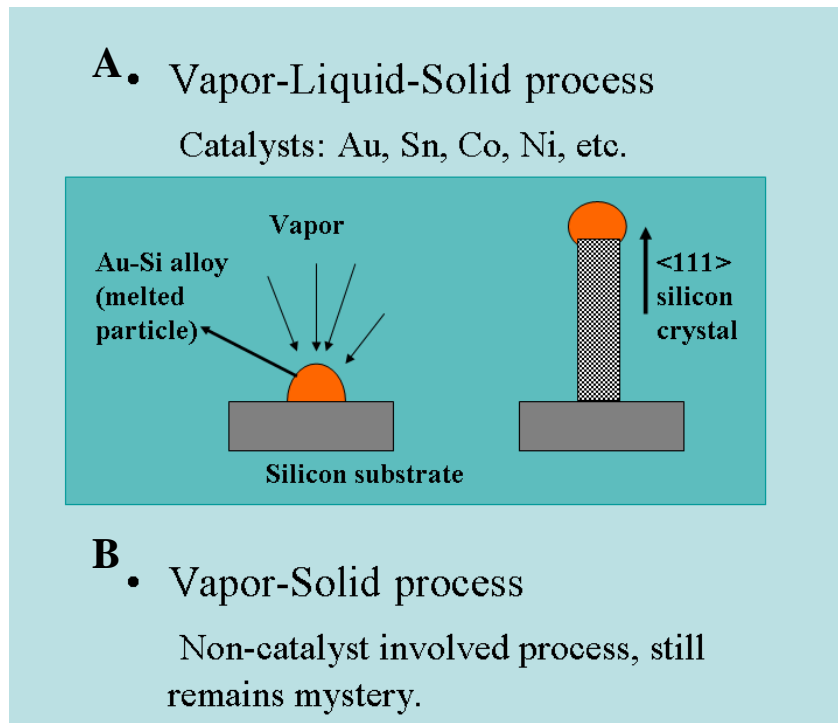 A • Vapor-Liquid-Solid process
Catalysts: Au, Sn, Co, Ni, etc.
Vapor
Au-Si alloy
(melted
particle)
<111>
silicon
crystal
Silicon substrate
B • Vapor-Solid process
Non-catalyst involved process, still
remains mystery.